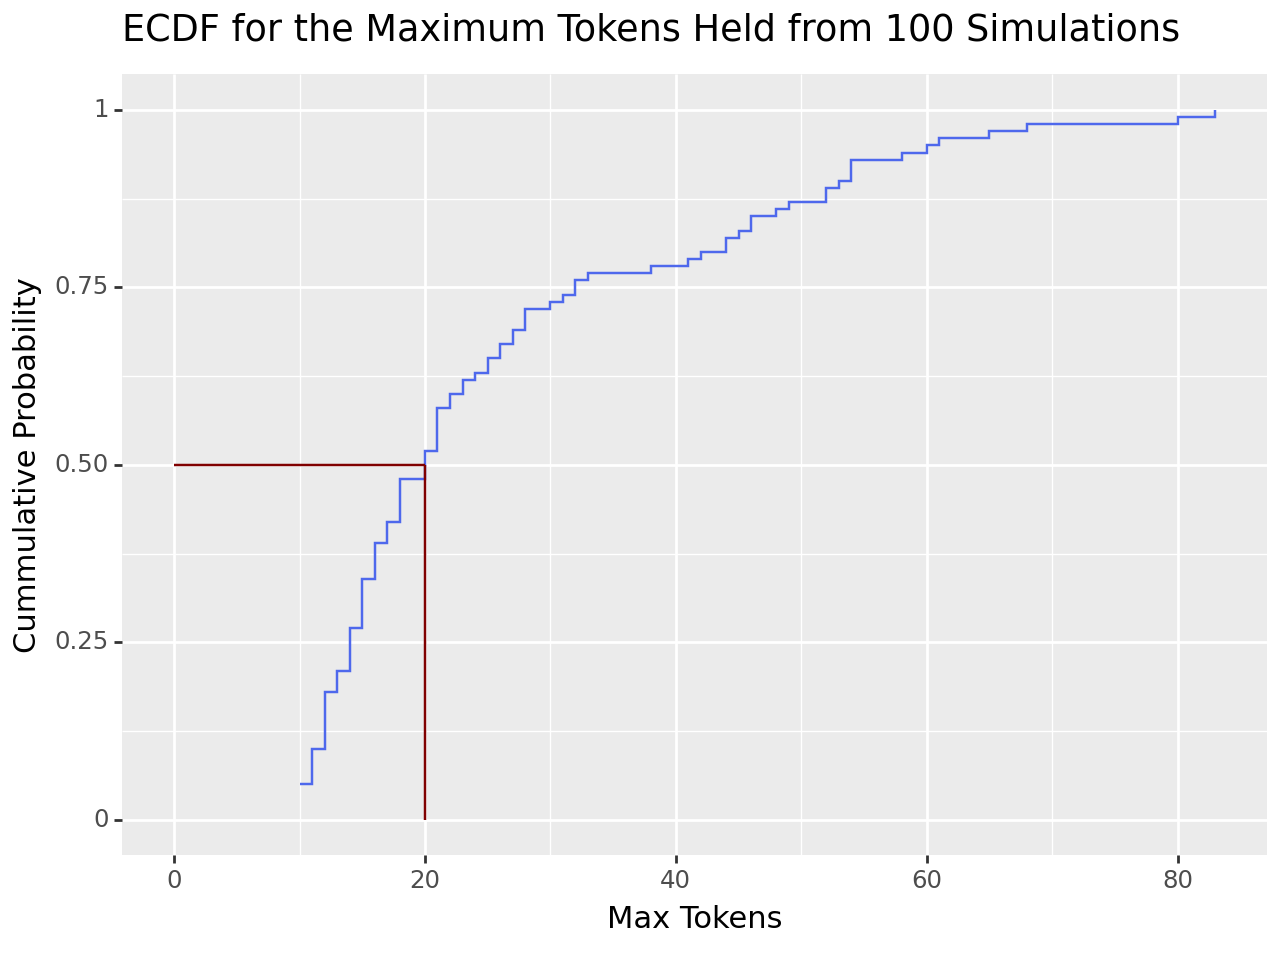 ECDF for the Maximum Tokens Held from 100 Simulations
Cummulative Probability
1
0.75
0.50
0.25
0
0 20 40 60 80
Max Tokens